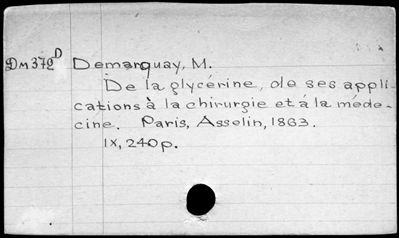 DM372D Demarquay, M.
De la glycérine, de ses appli-
cations à la chirurgie et à la méde-
cine. Paris, Asselin, 1863.
IX, 240p.